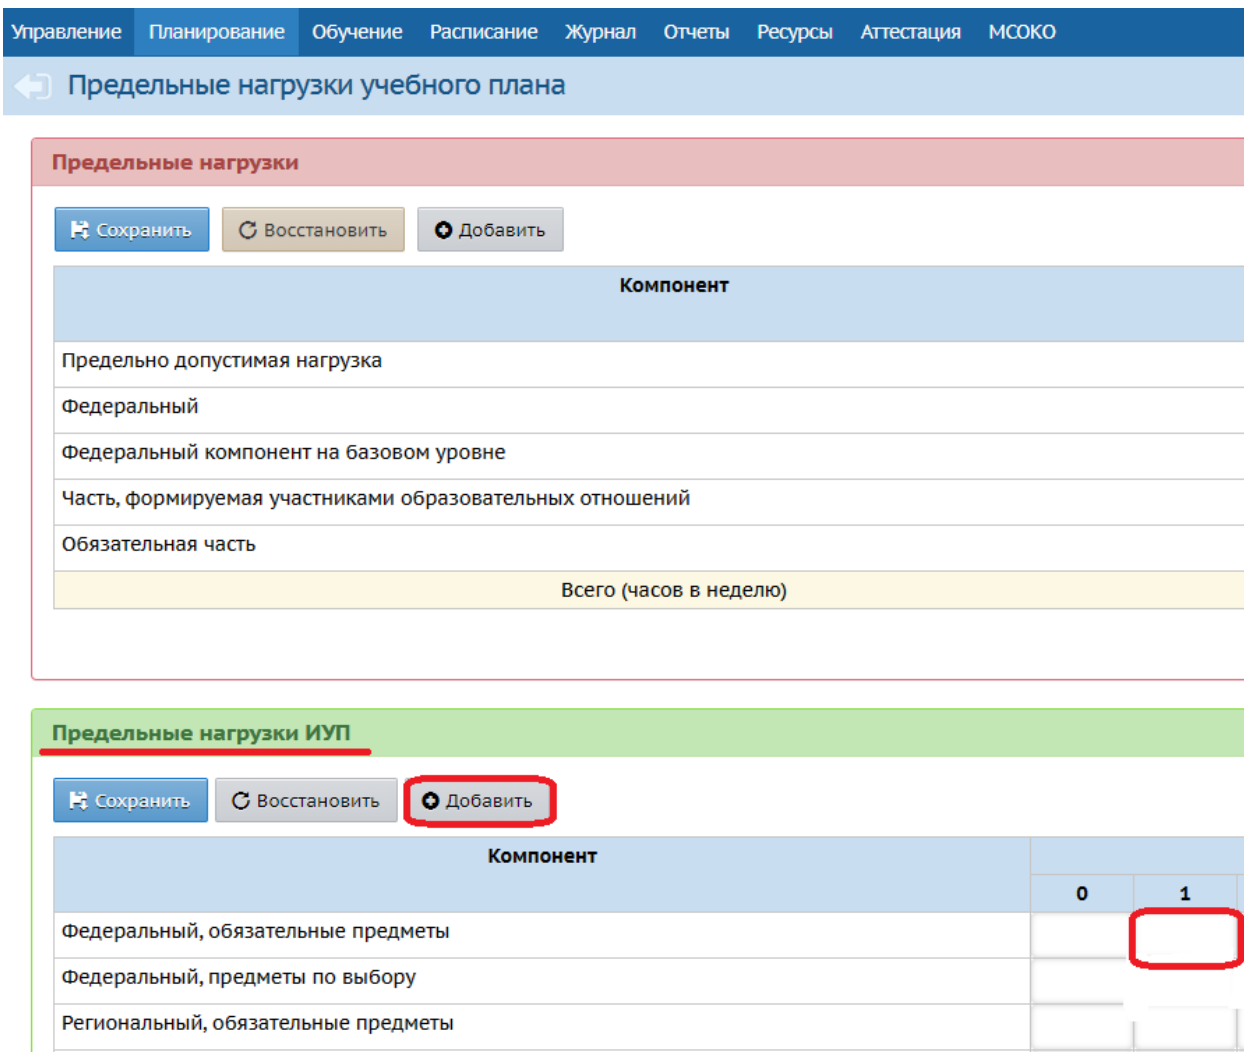 Управление Планирование Обучение Расписание Журнал Отчеты Ресурсы Аттестация МСОКО
Предельные нагрузки учебного плана
Предельные нагрузки
Сохранить Восстановить Добавить
Компонент
Предельно допустимая нагрузка
Федеральный
Федеральный компонент на базовом уровне
Часть, формируемая участниками образовательных отношений
Обязательная часть
Всего (часов в неделю)
Предельные нагрузки ИУП
Сохранить Восстановить Добавить
Компонент
0 1
Федеральный, обязательные предметы
Федеральный, предметы по выбору
Региональный, обязательные предметы